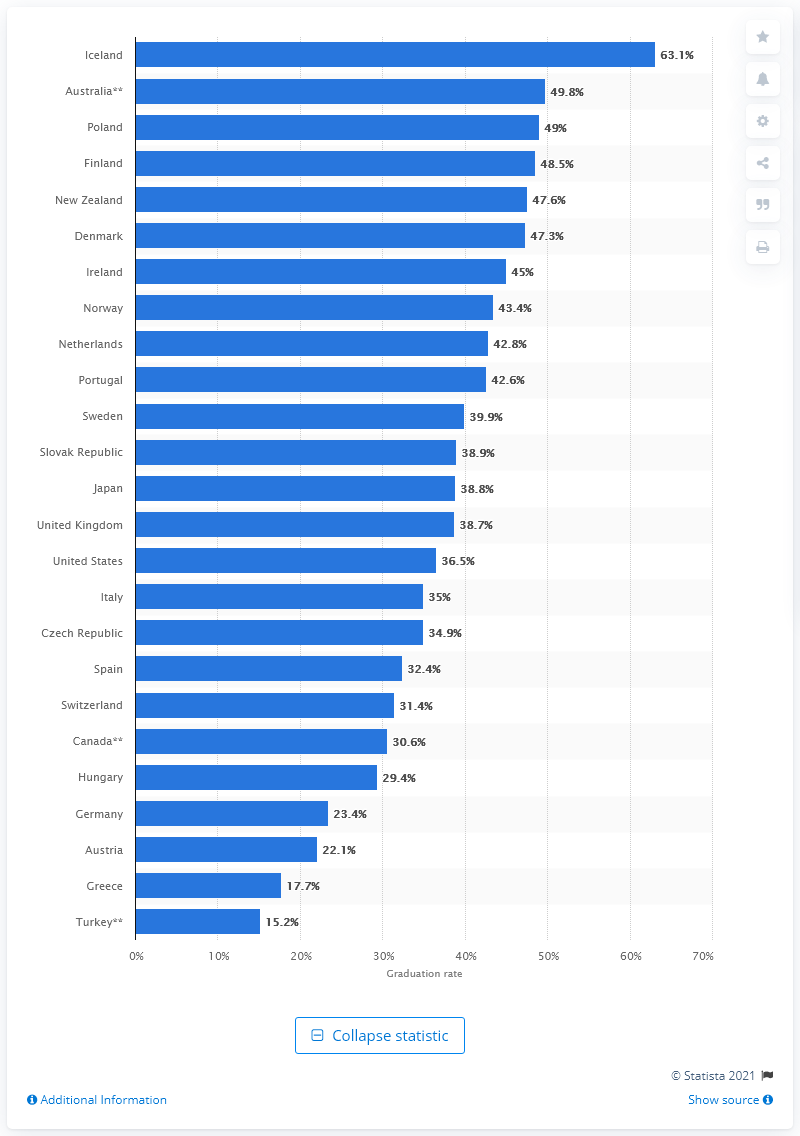 Iceland 63.1%
Australia** 49.8%
Poland 49%
Finland 48.5%
New Zealand 47.6%
Denmark 47.3%
Ireland 45%
Norway 43.4%
Netherlands 42.8%
Portugal 42.6%
Sweden 39.9%
Slovak Republic 38.9%
Japan 38.8%
United Kingdom 38.7%
United States 36.5%
Italy 35%
Czech Republic 34.9%
Spain 32.4%
Switzerland 31.4%
Canada** 30.6%
Hungary 29.4%
Germany 23.4%
Austria 22.1%
Greece 17.7%
Turkey** 15.2%
0% 10% 20% 30% 40% 50% 60% 70%
Graduation rate
Collapse statistic
© Statista 2021
Additional Information Show source